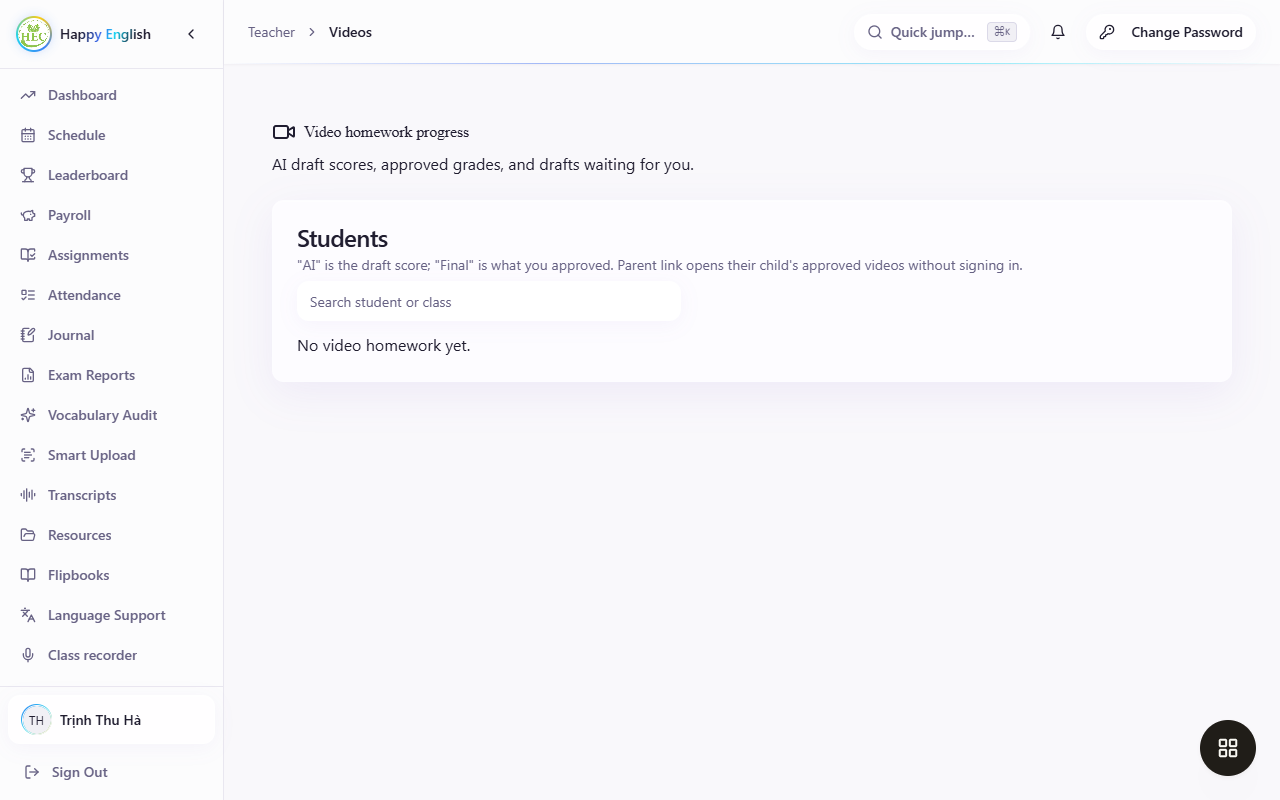 HEC
Happy English
Teacher
Videos
Quick jump...
⌘K
Change Password
Dashboard
Schedule
Leaderboard
Payroll
Assignments
Attendance
Journal
Exam Reports
Vocabulary Audit
Smart Upload
Transcripts
Resources
Flipbooks
Language Support
Class recorder
TH
Trịnh Thu Hà
Sign Out
Video homework progress
AI draft scores, approved grades, and drafts waiting for you.
Students
"AI" is the draft score; "Final" is what you approved. Parent link opens their child's approved videos without signing in.
Search student or class
No video homework yet.